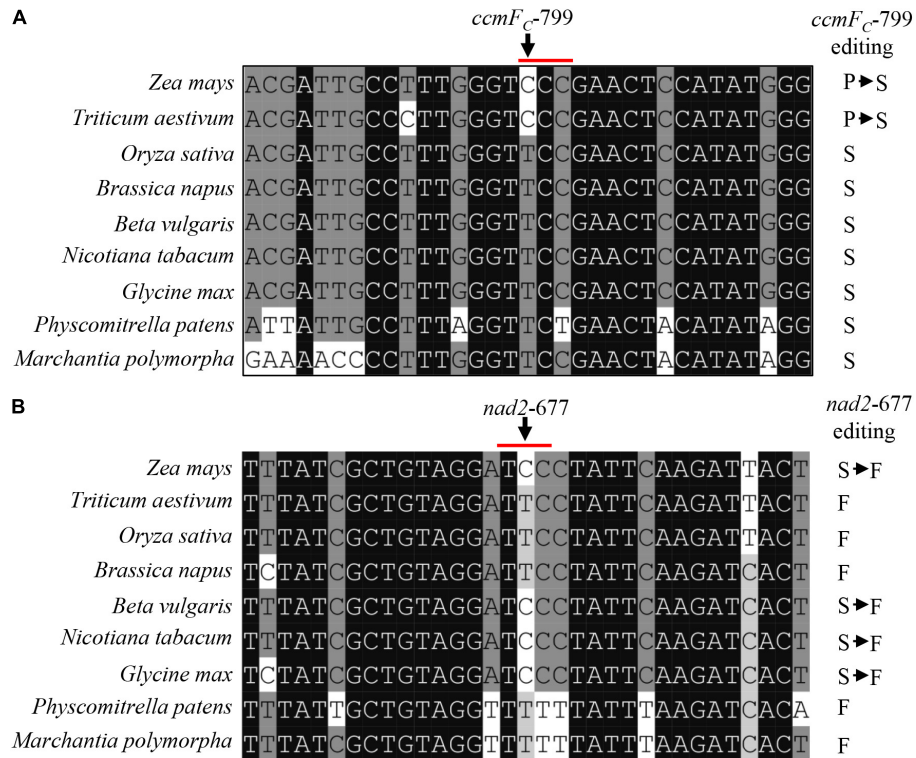 A
ccmFC-799
ccmFC-799
editing
Zea mays ACGATTGCCTTTGGGTCCCGAACTCCATATGGG P►S
Triticum aestivum ACGATTGCCCTTGGGTCCCGAACTCCATATGGG P►S
Oryza sativa ACGATTGCCTTTGGGTTCCGAACTCCATATGGG S
Brassica napus ACGATTGCCTTTGGGTTCCGAACTCCATATGGG S
Beta vulgaris ACGATTGCCTTTGGGTTCCGAACTCCATATGGG S
Nicotiana tabacum ACGATTGCCTTTGGGTTCCGAACTCCATATGGG S
Glycine max ACGATTGCCTTTGGGTTCCGAACTCCATATGGG S
Physcomitrella patens ATTATTGCCTTTAGGTTCTGAACTACATATAGG S
Marchantia polymorpha GAAAACCCCTTTGGGTTCCGAACTACATATAGG S
B
nad2-677
nad2-677
editing
Zea mays TTTATCGCTGTAGGATCCCTATTCAAGATTACT S►F
Triticum aestivum TTTATCGCTGTAGGATTCCTATTCAAGATTACT F
Oryza sativa TTTATCGCTGTAGGATTCCTATTCAAGATTACT F
Brassica napus TCTATCGCTGTAGGATTCCTATTCAAGATCACT F
Beta vulgaris TTTATCGCTGTAGGATCCCTATTCAAGATCACT S►F
Nicotiana tabacum TTTATCGCTGTAGGATCCCTATTCAAGATCACT S►F
Glycine max TCTATCGCTGTAGGATCCCTATTCAAGATCACT S►F
Physcomitrella patens TTTATTGCTGTAGGTTTTTTATTTAAGATCACA F
Marchantia polymorpha TTTATCGCTGTAGGTTTTTTATTTAAGATCACT F